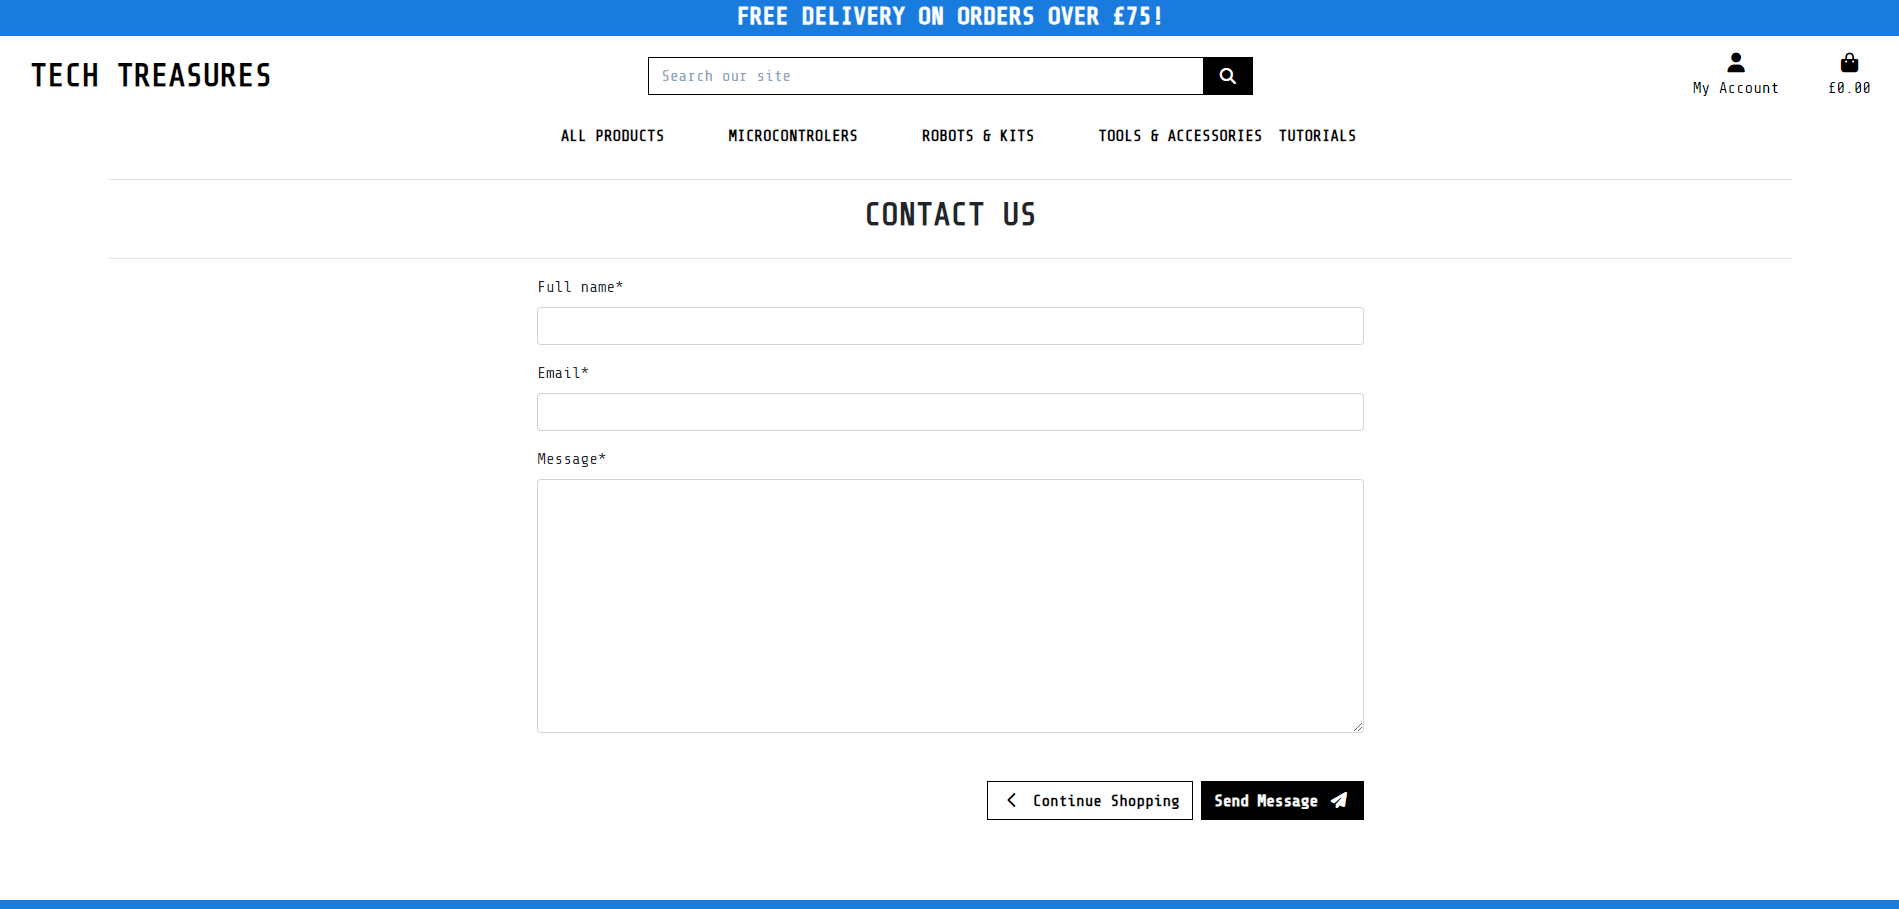 FREE DELIVERY ON ORDERS OVER £75!
TECH TREASURES
Search our site
My Account
£0.00
ALL PRODUCTS
MICROCONTROLERS
ROBOTS & KITS
TOOLS & ACCESSORIES
TUTORIALS
CONTACT US
Full name*
Email*
Message*
Continue Shopping
Send Message